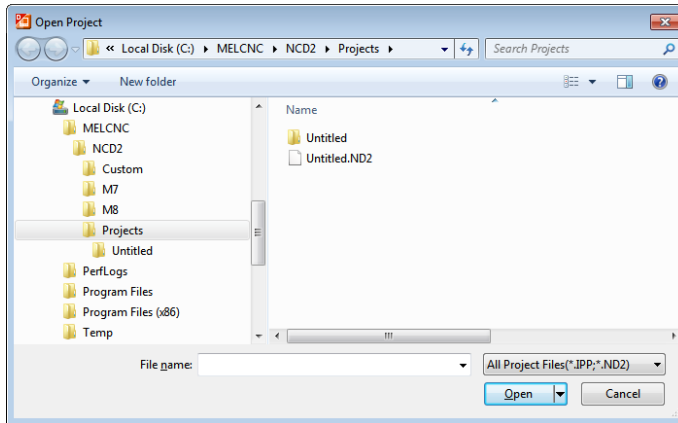 Open Project
« Local Disk (C:) ▸ MELCNC ▸ NCD2 ▸ Projects ▸
Search Projects
Organize
New folder
Local Disk (C:)
MELCNC
NCD2
Custom
M7
M8
Projects
Untitled
PerfLogs
Program Files
Program Files (x86)
Temp
Name
Untitled
Untitled.ND2
File name:
All Project Files(*.IPP;*.ND2)
Open
Cancel